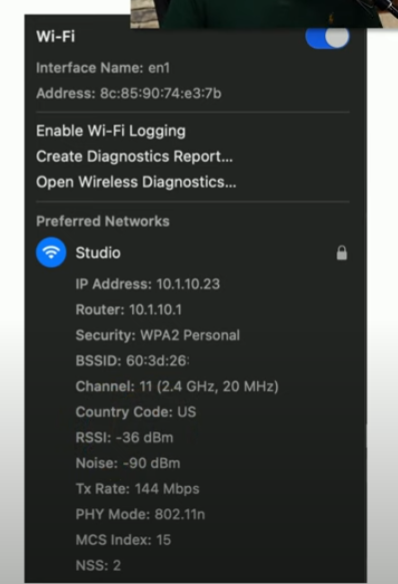 Wi-Fi
Interface Name: en1
Address: 8c:85:90:74:e3:7b
Enable Wi-Fi Logging
Create Diagnostics Report...
Open Wireless Diagnostics...
Preferred Networks
Studio
IP Address: 10.1.10.23
Router: 10.1.10.1
Security: WPA2 Personal
BSSID: 60:3d:26:
Channel: 11 (2.4 GHz, 20 MHz)
Country Code: US
RSSI: -36 dBm
Noise: -90 dBm
Tx Rate: 144 Mbps
PHY Mode: 802.11n
MCS Index: 15
NSS: 2